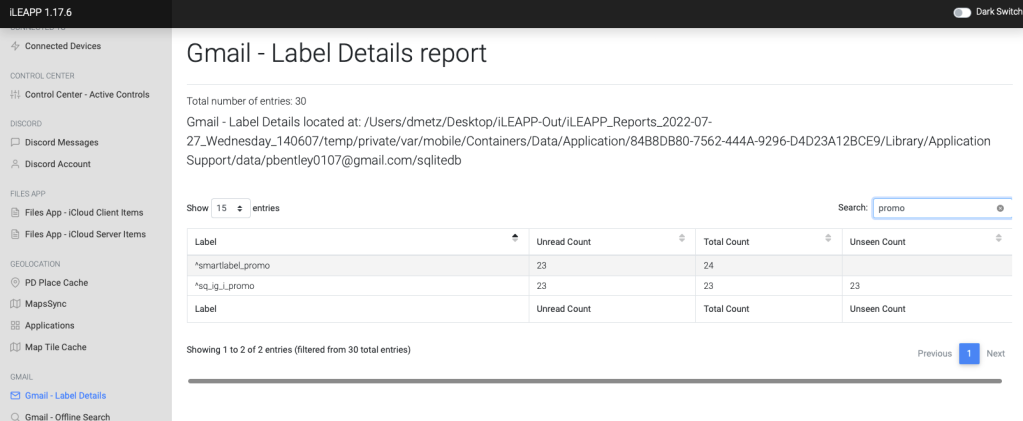 iLEAPP 1.17.6
Dark Switch
CONNECTED TO
Connected Devices
CONTROL CENTER
Control Center - Active Controls
DISCORD
Discord Messages
Discord Account
FILES APP
Files App - iCloud Client Items
Files App - iCloud Server Items
GEOLOCATION
PD Place Cache
MapsSync
Applications
Map Tile Cache
GMAIL
Gmail - Label Details
Gmail - Offline Search
Gmail - Label Details report
Total number of entries: 30
Gmail - Label Details located at: /Users/dmetz/Desktop/iLEAPP-Out/iLEAPP_Reports_2022-07-
27_Wednesday_140607/temp/private/var/mobile/Containers/Data/Application/84B8DB80-7562-444A-9296-D4D23A12BCE9/Library/Application
Support/data/pbentley0107@gmail.com/sqlitedb
Show 15 entries
Search: promo
Label Unread Count Total Count Unseen Count
^smartlabel_promo 23 24
^sq_ig_i_promo 23 23 23
Label Unread Count Total Count Unseen Count
Showing 1 to 2 of 2 entries (filtered from 30 total entries)
Previous 1 Next